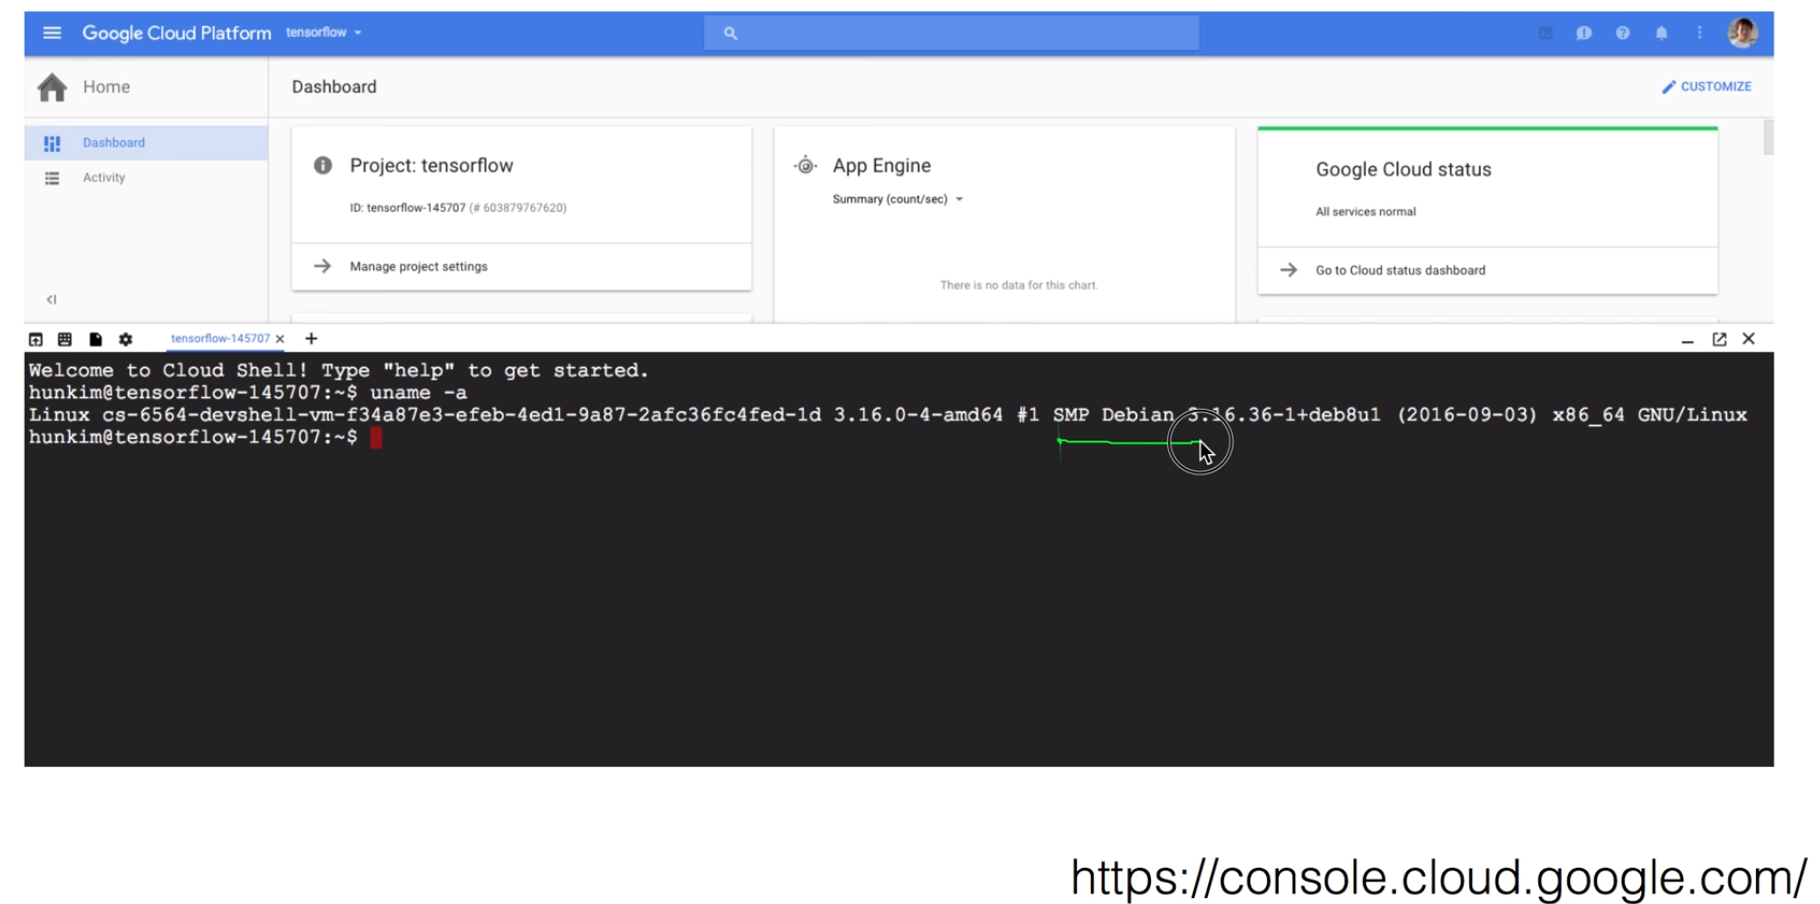 Google Cloud Platform tensorflow
Home
Dashboard
CUSTOMIZE
Dashboard
Activity
Project: tensorflow
ID: tensorflow-145707 (# 603879767620)
Manage project settings
App Engine
Summary (count/sec)
There is no data for this chart.
Google Cloud status
All services normal
Go to Cloud status dashboard
tensorflow-145707
Welcome to Cloud Shell! Type "help" to get started.
hunkim@tensorflow-145707:~$ uname -a
Linux cs-6564-devshell-vm-f34a87e3-efeb-4ed1-9a87-2afc36fc4fed-1d 3.16.0-4-amd64 #1 SMP Debian 3.16.36-1+deb8u1 (2016-09-03) x86_64 GNU/Linux
hunkim@tensorflow-145707:~$
https://console.cloud.google.com/